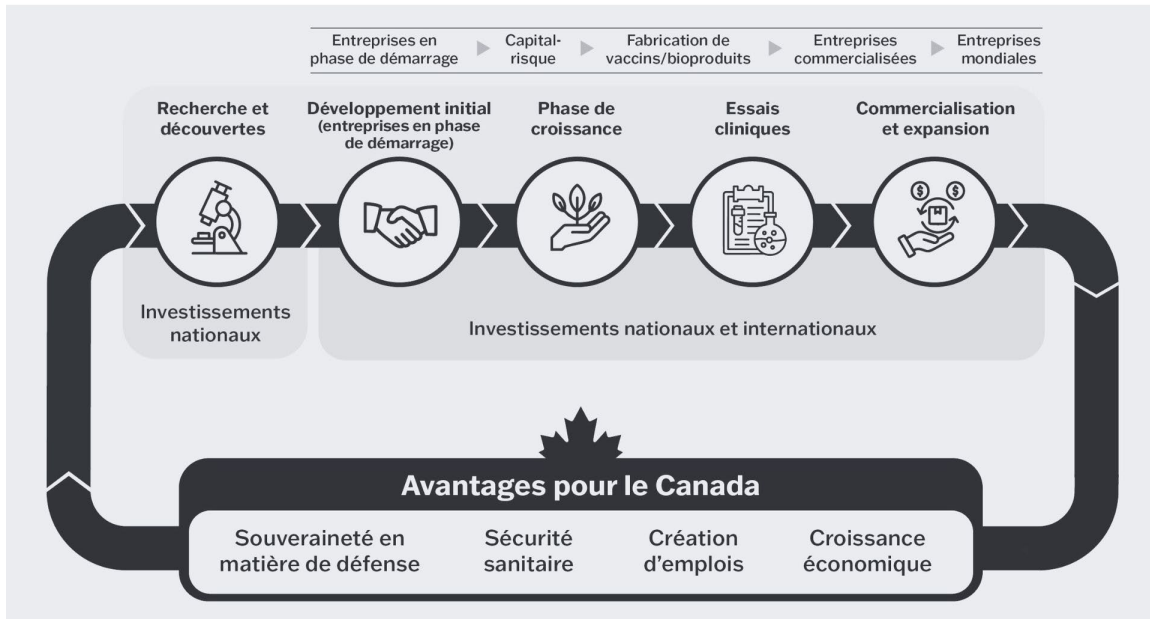 Entreprises en
phase de démarrage
Capital-
risque
Fabrication de
vaccins/bioproduits
Entreprises
commercialisées
Entreprises
mondiales
Recherche et
découvertes
Développement initial
(entreprises en phase
de démarrage)
Phase de
croissance
Essais
cliniques
Commercialisation
et expansion
$ $
Investissements
nationaux
Investissements nationaux et internationaux
Avantages pour le Canada
Souveraineté en
matière de défense
Sécurité
sanitaire
Création
d'emplois
Croissance
économique